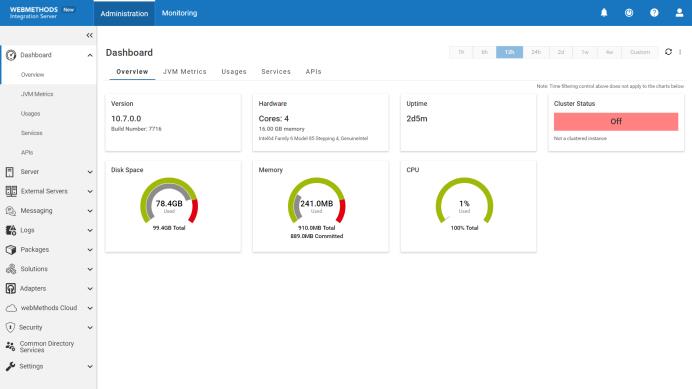 WEBMETHODS New
Integration Server
Administration
Monitoring
Dashboard
Overview
JVM Metrics
Usages
Services
APIs
Server
External Servers
Messaging
Logs
Packages
Solutions
Adapters
webMethods Cloud
Security
Common Directory
Services
Settings
Dashboard
1h 6h 12h 24h 2d 1w 4w Custom
Overview JVM Metrics Usages Services APIs
Note: Time filtering control above does not apply to the charts below
Version
10.7.0.0
Build Number: 7716
Hardware
Cores: 4
16.00 GB memory
Intel64 Family 6 Model 85 Stepping 4, GenuineIntel
Uptime
2d5m
Cluster Status
Off
Not a clustered instance
Disk Space
78.4GB
Used
99.4GB Total
Memory
241.0MB
Used
910.0MB Total
889.0MB Committed
CPU
1%
Used
100% Total